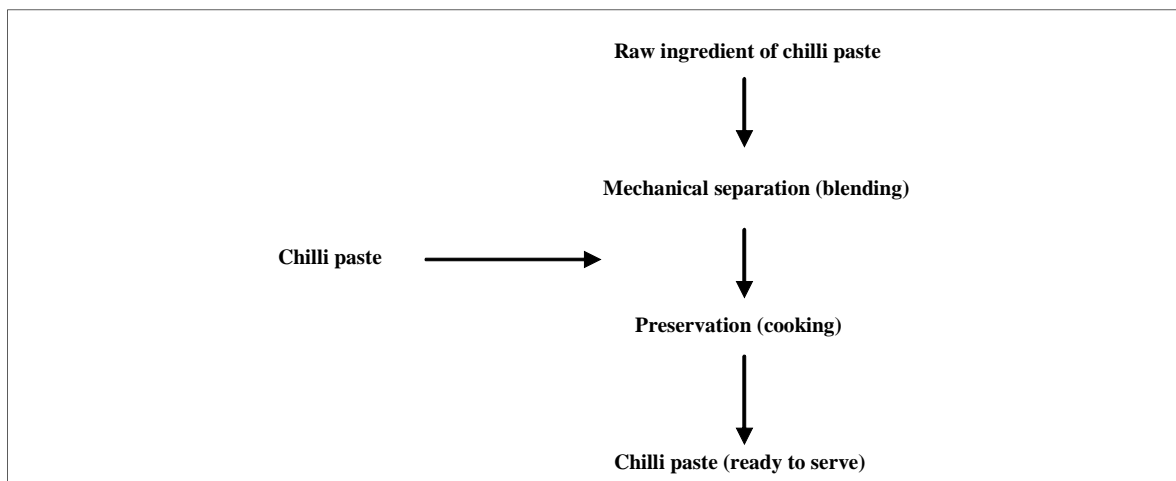 Raw ingredient of chilli paste
Mechanical separation (blending)
Chilli paste
Preservation (cooking)
Chilli paste (ready to serve)